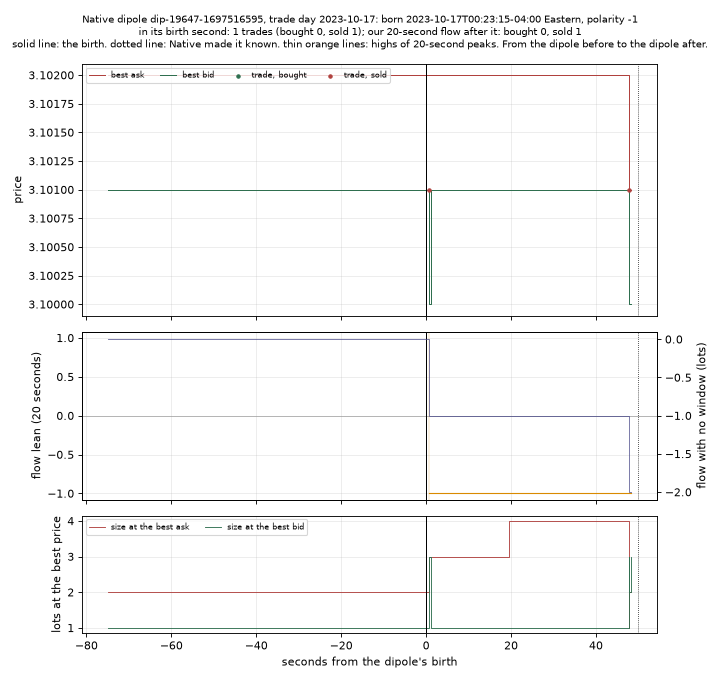 Native dipole dip-19647-1697516595, trade day 2023-10-17: born 2023-10-17T00:23:15-04:00 Eastern, polarity -1
in its birth second: 1 trades (bought 0, sold 1); our 20-second flow after it: bought 0, sold 1
solid line: the birth. dotted line: Native made it known. thin orange lines: highs of 20-second peaks. From the dipole before to the dipole after.
best ask best bid trade, bought trade, sold
3.10200
3.10175
3.10150
3.10125
3.10100
3.10075
3.10050
3.10025
3.10000
price
1.0
0.5
0.0
−0.5
−1.0
flow lean (20 seconds)
0.0
−0.5
−1.0
−1.5
−2.0
flow with no window (lots)
size at the best ask size at the best bid
4
3
2
1
lots at the best price
−80 −60 −40 −20 0 20 40
seconds from the dipole's birth